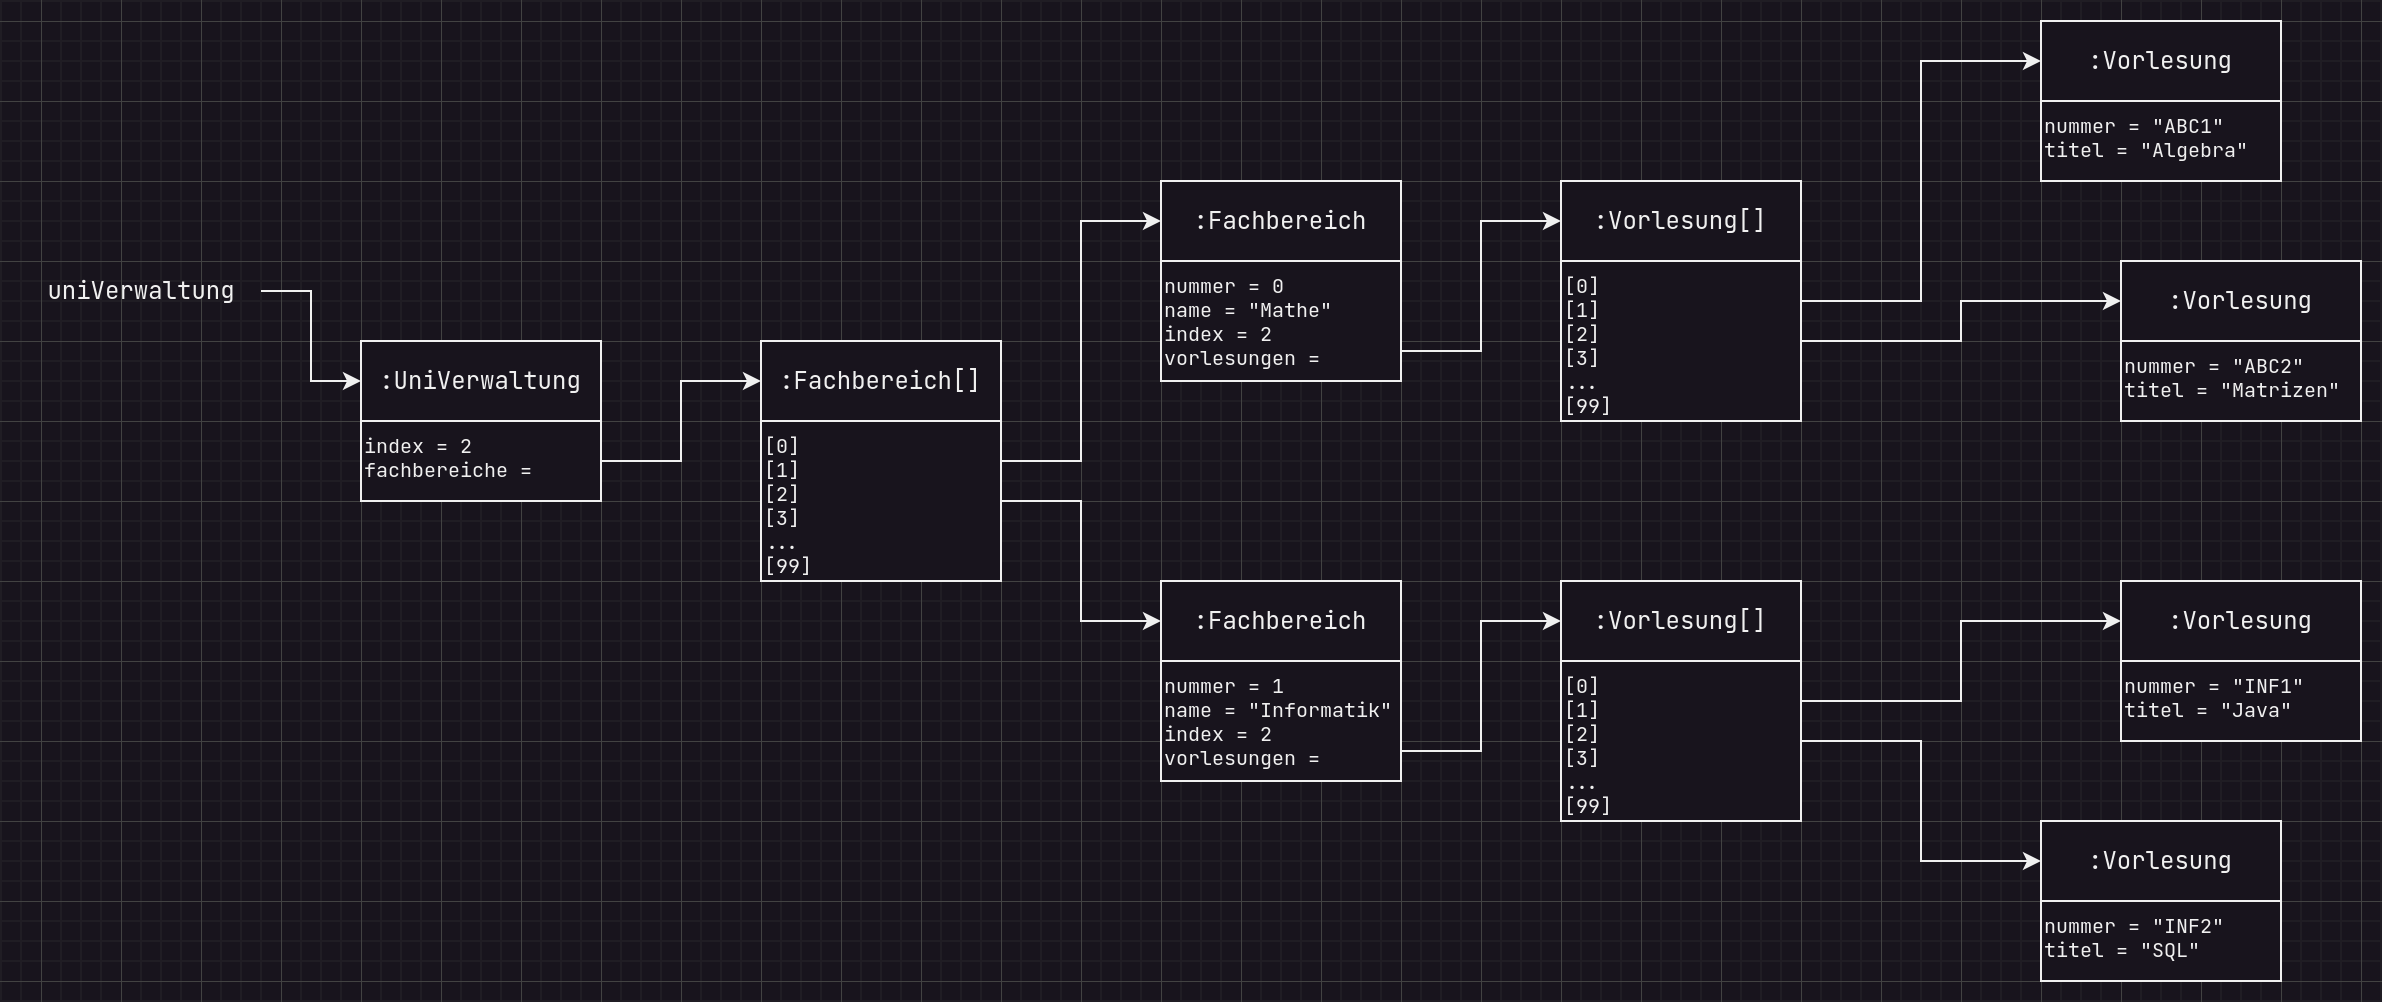 uniVerwaltung
:UniVerwaltung
index = 2
fachbereiche =
:Fachbereich[]
[0]
[1]
[2]
[3]
...
[99]
:Fachbereich
nummer = 0
name = "Mathe"
index = 2
vorlesungen =
:Vorlesung[]
[0]
[1]
[2]
[3]
...
[99]
:Vorlesung
nummer = "ABC1"
titel = "Algebra"
:Vorlesung
nummer = "ABC2"
titel = "Matrizen"
:Fachbereich
nummer = 1
name = "Informatik"
index = 2
vorlesungen =
:Vorlesung[]
[0]
[1]
[2]
[3]
...
[99]
:Vorlesung
nummer = "INF1"
titel = "Java"
:Vorlesung
nummer = "INF2"
titel = "SQL"